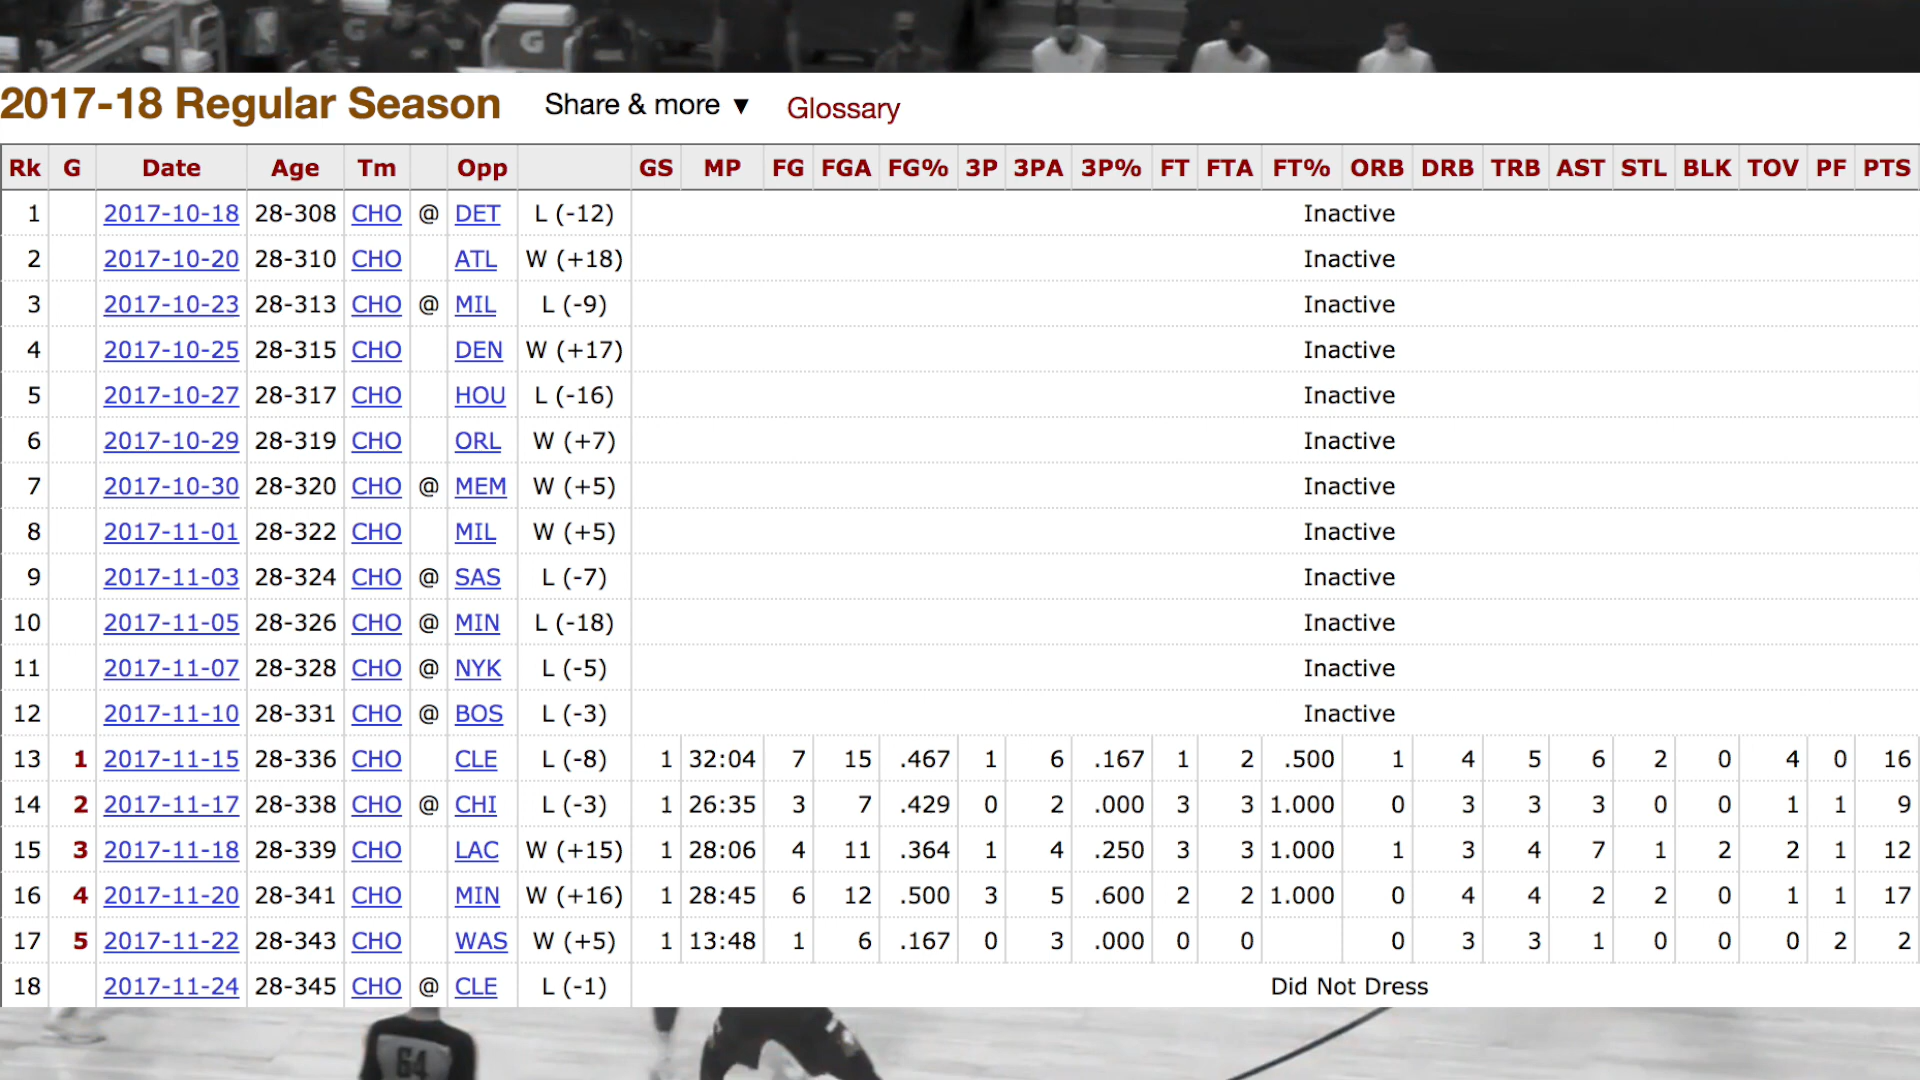 G G
2017-18 Regular Season Share & more ▼ Glossary
Rk G Date Age Tm Opp GS MP FG FGA FG% 3P 3PA 3P% FT FTA FT% ORB DRB TRB AST STL BLK TOV PF PTS
1 2017-10-18 28-308 CHO @ DET L (-12) Inactive
2 2017-10-20 28-310 CHO ATL W (+18) Inactive
3 2017-10-23 28-313 CHO @ MIL L (-9) Inactive
4 2017-10-25 28-315 CHO DEN W (+17) Inactive
5 2017-10-27 28-317 CHO HOU L (-16) Inactive
6 2017-10-29 28-319 CHO ORL W (+7) Inactive
7 2017-10-30 28-320 CHO @ MEM W (+5) Inactive
8 2017-11-01 28-322 CHO MIL W (+5) Inactive
9 2017-11-03 28-324 CHO @ SAS L (-7) Inactive
10 2017-11-05 28-326 CHO @ MIN L (-18) Inactive
11 2017-11-07 28-328 CHO @ NYK L (-5) Inactive
12 2017-11-10 28-331 CHO @ BOS L (-3) Inactive
13 1 2017-11-15 28-336 CHO CLE L (-8) 1 32:04 7 15 .467 1 6 .167 1 2 .500 1 4 5 6 2 0 4 0 16
14 2 2017-11-17 28-338 CHO @ CHI L (-3) 1 26:35 3 7 .429 0 2 .000 3 3 1.000 0 3 3 3 0 0 1 1 9
15 3 2017-11-18 28-339 CHO LAC W (+15) 1 28:06 4 11 .364 1 4 .250 3 3 1.000 1 3 4 7 1 2 2 1 12
16 4 2017-11-20 28-341 CHO MIN W (+16) 1 28:45 6 12 .500 3 5 .600 2 2 1.000 0 4 4 2 2 0 1 1 17
17 5 2017-11-22 28-343 CHO WAS W (+5) 1 13:48 1 6 .167 0 3 .000 0 0 0 3 3 1 0 0 0 2 2
18 2017-11-24 28-345 CHO @ CLE L (-1) Did Not Dress
64